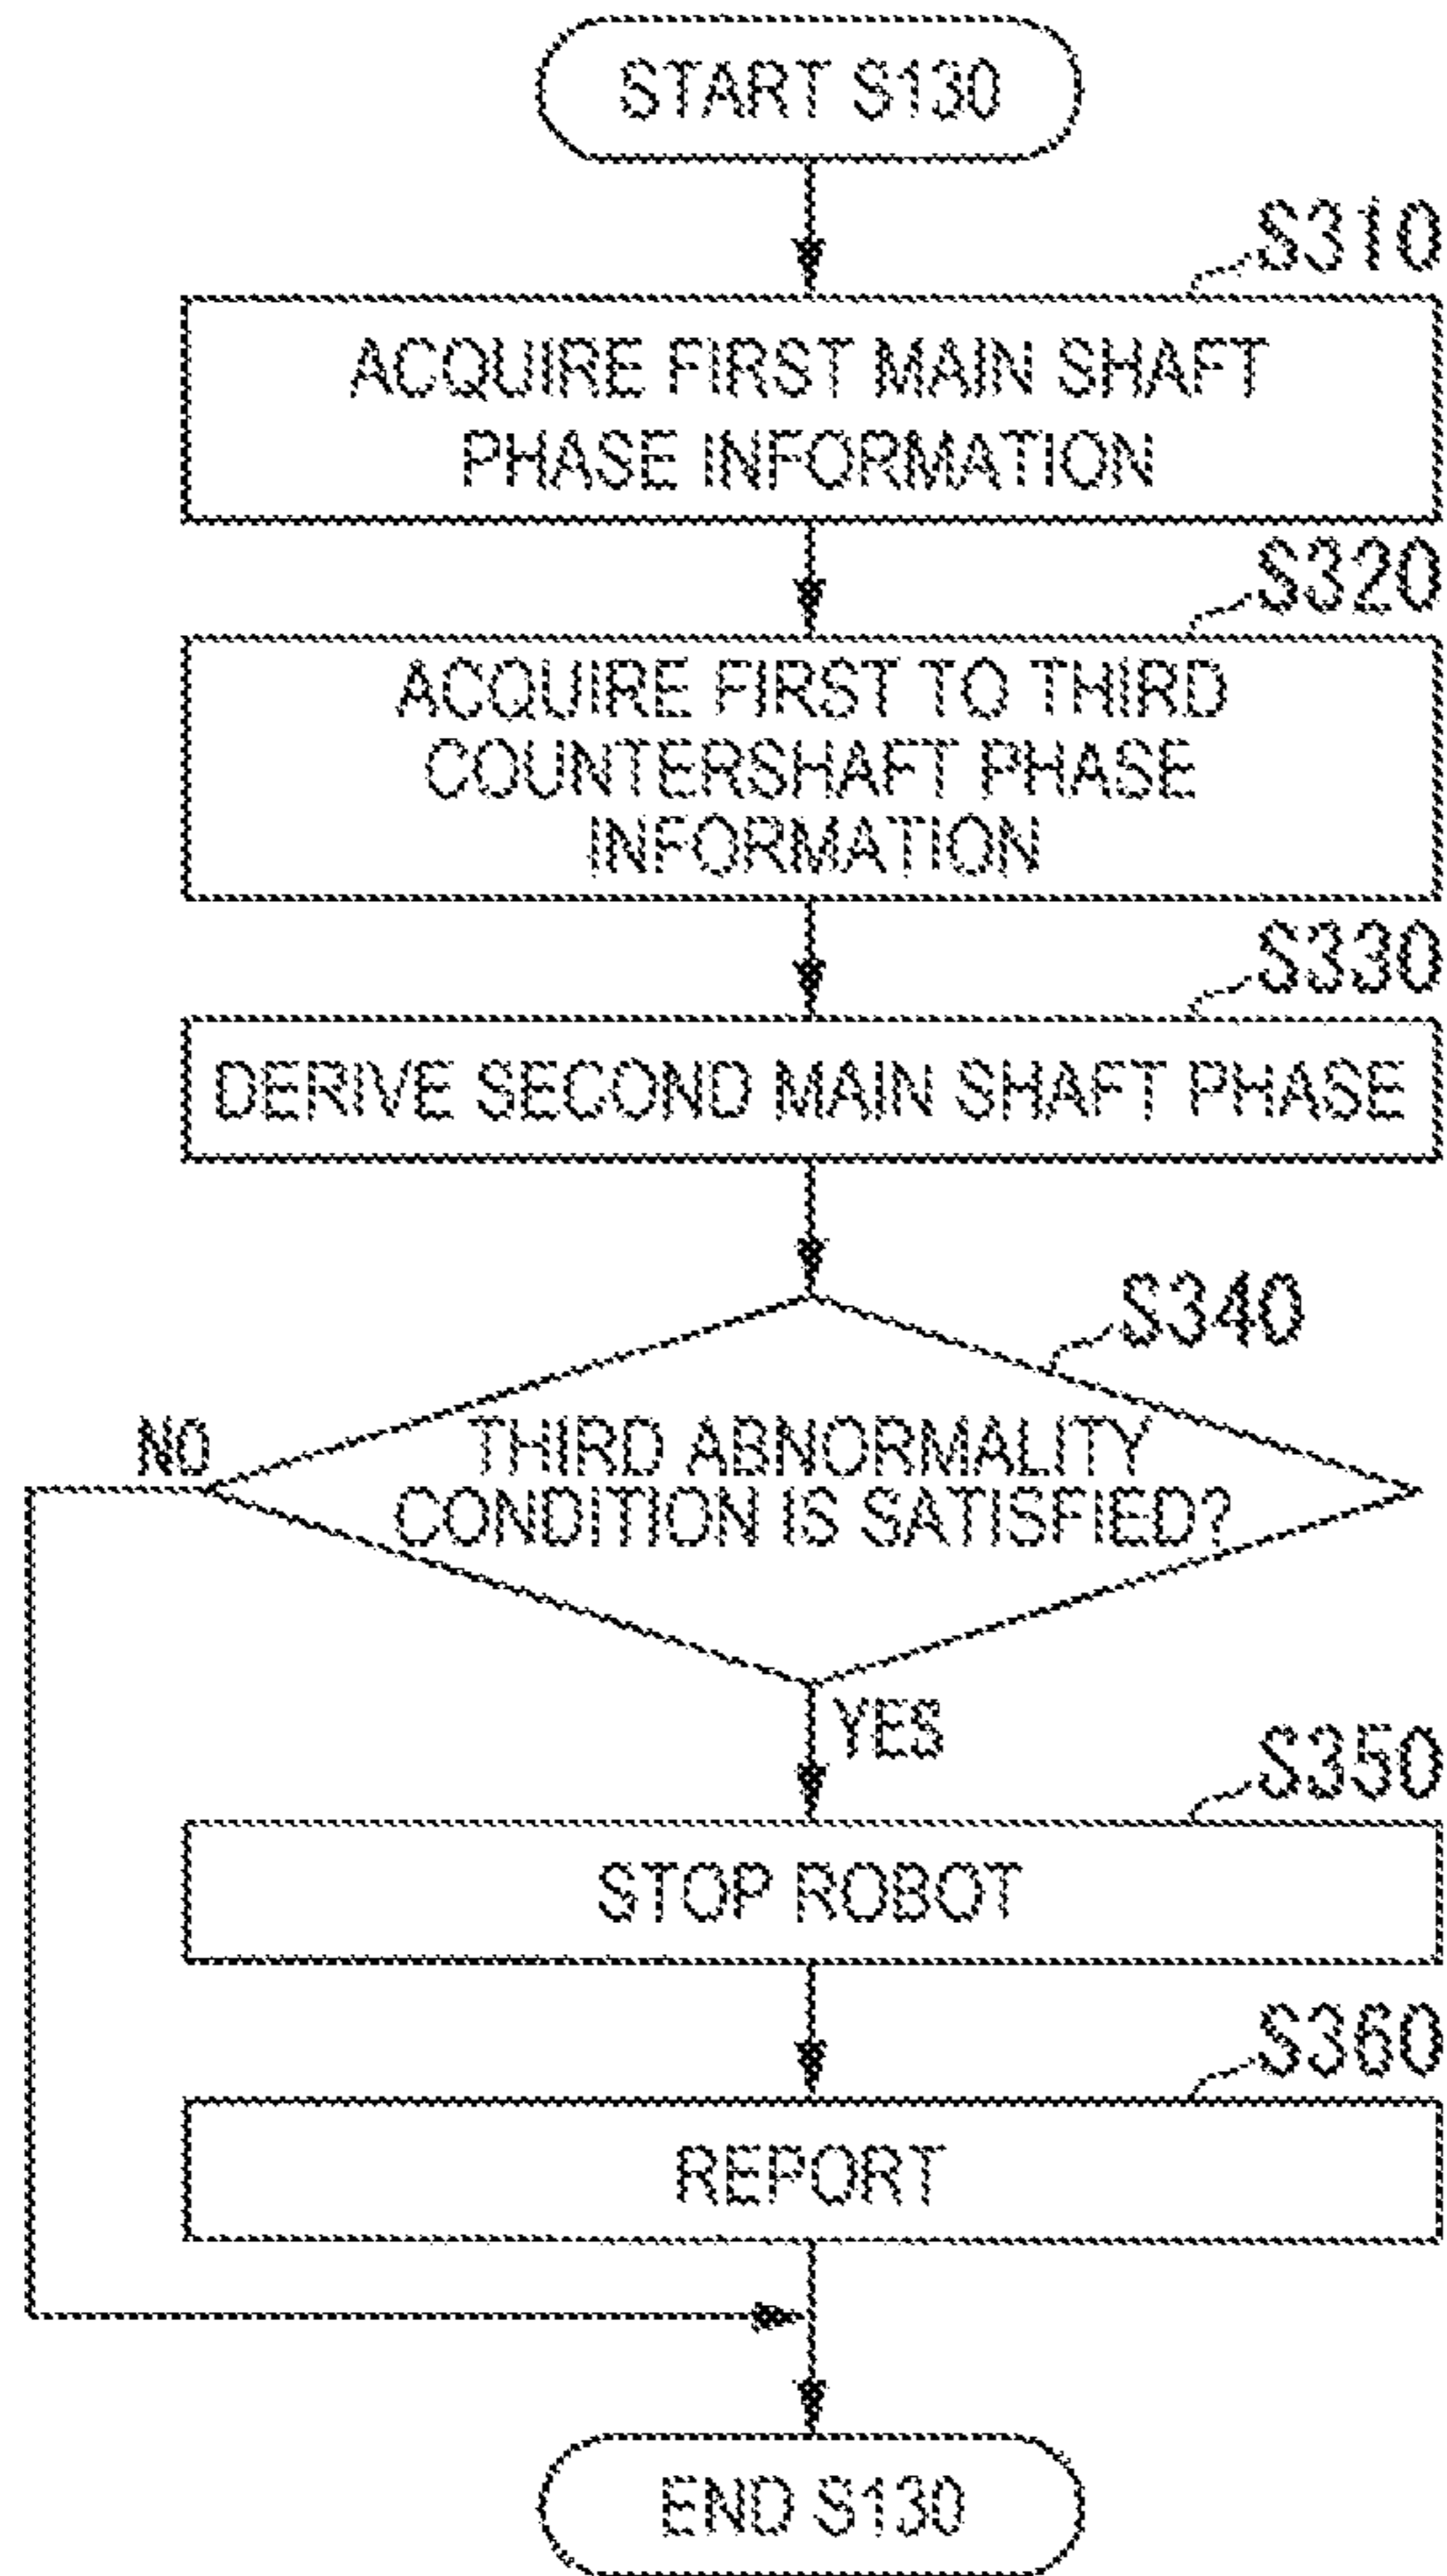 START S130
S310
ACQUIRE FIRST MAIN SHAFT
PHASE INFORMATION
S320
ACQUIRE FIRST TO THIRD
COUNTERSHAFT PHASE
INFORMATION
S330
DERIVE SECOND MAIN SHAFT PHASE
S340
NO
THIRD ABNORMALITY
CONDITION IS SATISFIED?
YES
S350
STOP ROBOT
S360
REPORT
END S130